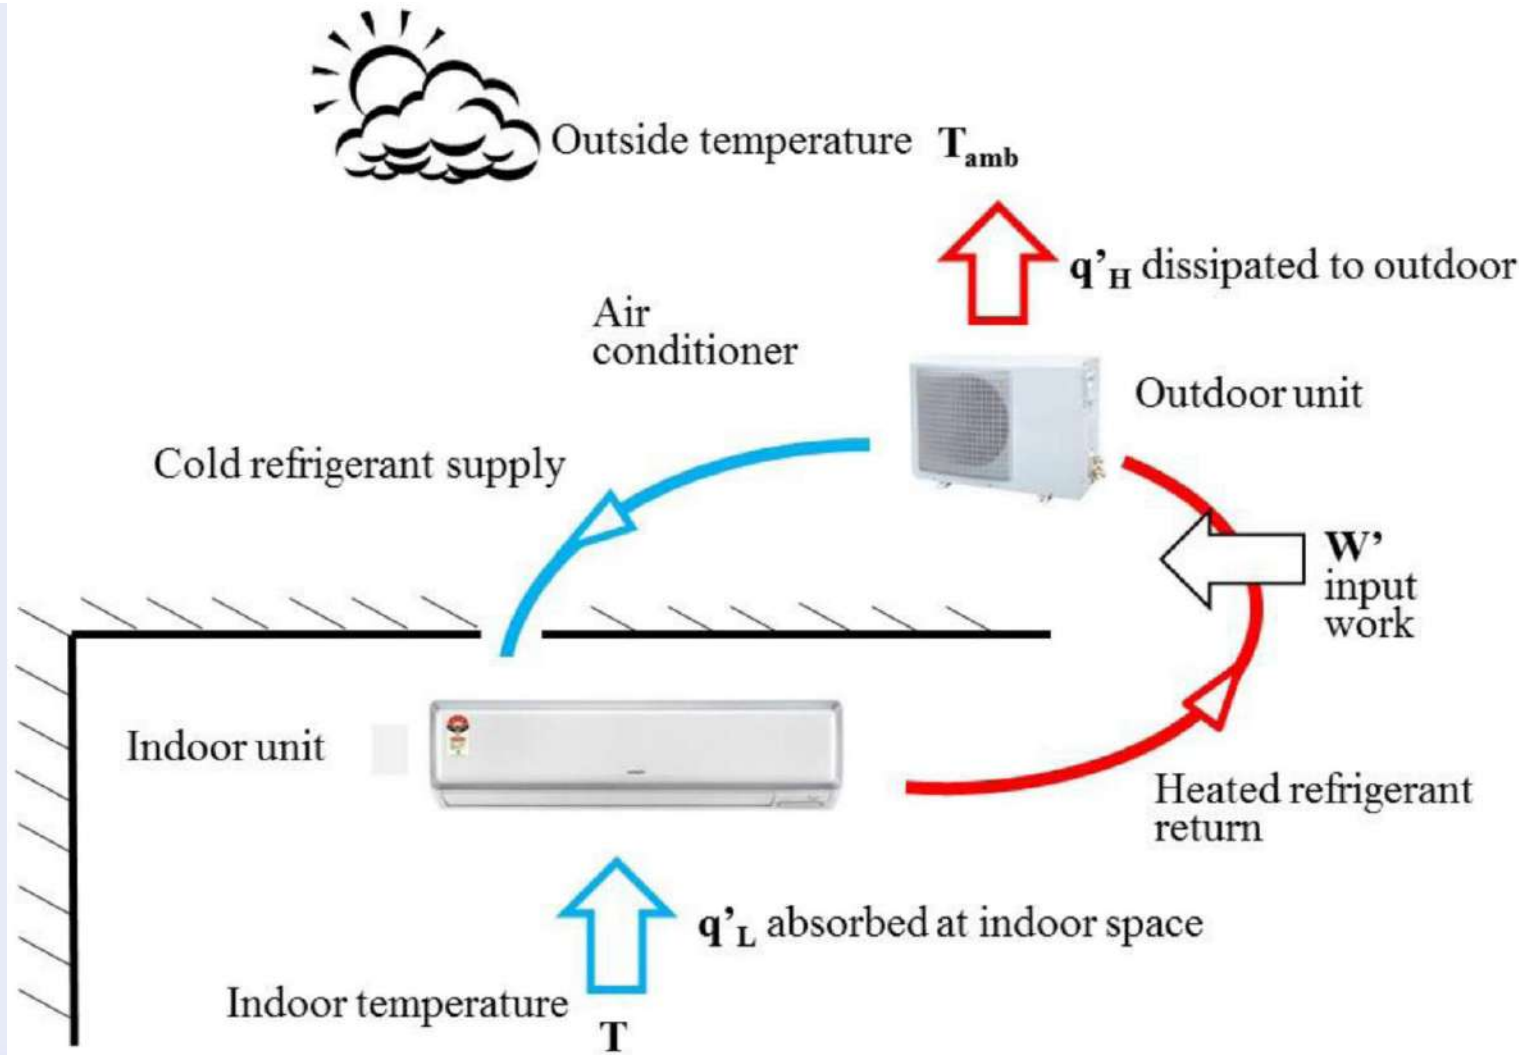 Outside temperature T_amb
q’_H dissipated to outdoor
Air
conditioner
Outdoor unit
Cold refrigerant supply
W’
input
work
Indoor unit
Heated refrigerant
return
q’_L absorbed at indoor space
Indoor temperature
T